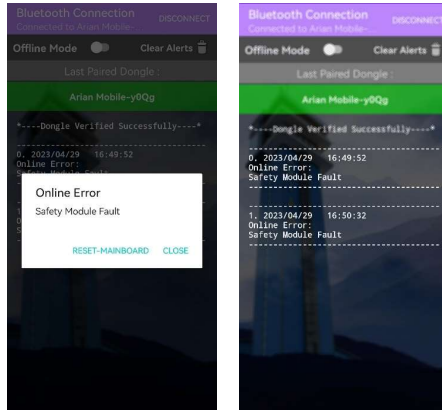 Bluetooth Connection
Connected to Arian Mobile-
DISCONNECT
Offline Mode
Clear Alerts
Last Paired Dongle :
Arian Mobile-y0Qg
*----Dongle Verified Successfully----*
0. 2023/04/29 16:49:52
Online Error:
Safety Module Fault
Online Error
Safety Module Fault
RESET-MAINBOARD CLOSE
Bluetooth Connection
Connected to Arian Mobile-...
DISCONNECT
Offline Mode
Clear Alerts
Last Paired Dongle :
Arian Mobile-y0Qg
*----Dongle Verified Successfully----*
0. 2023/04/29 16:49:52
Online Error:
Safety Module Fault
1. 2023/04/29 16:50:32
Online Error:
Safety Module Fault